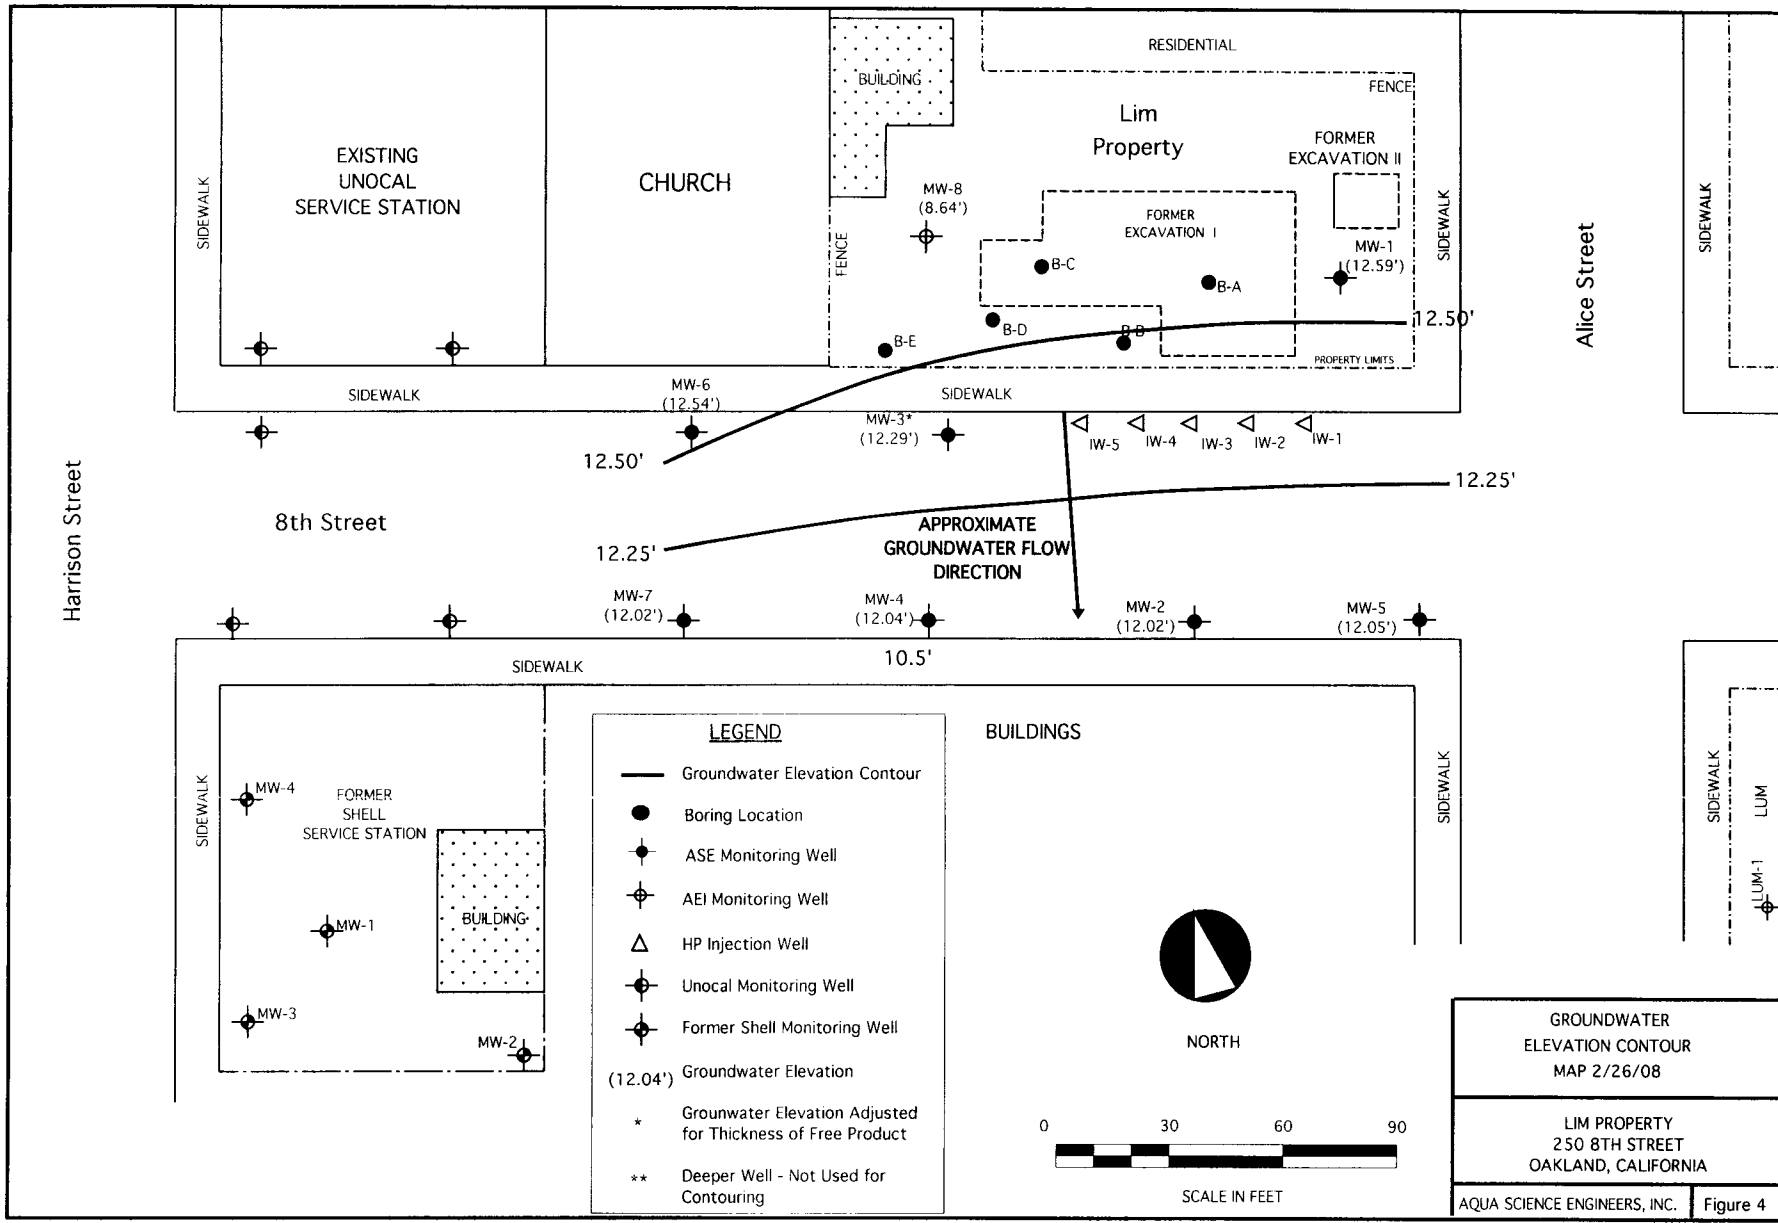 RESIDENTIAL
BUILDING
FENCE
Lim
Property
FORMER
EXCAVATION II
EXISTING
UNOCAL
SERVICE STATION
CHURCH
SIDEWALK
MW-8
(8.64')
FORMER
EXCAVATION I
SIDEWALK
SIDEWALK
MW-1
(12.59')
FENCE
B-C
B-A
Alice Street
B-D
B-B
B-E
12.50'
PROPERTY LIMITS
MW-6
(12.54')
SIDEWALK
SIDEWALK
MW-3*
(12.29')
IW-5
IW-4
IW-3
IW-2
IW-1
12.50'
12.25'
Harrison Street
8th Street
12.25'
APPROXIMATE
GROUNDWATER FLOW
DIRECTION
MW-7
(12.02')
MW-4
(12.04')
MW-2
(12.02')
MW-5
(12.05')
SIDEWALK
10.5'
LEGEND
Groundwater Elevation Contour
Boring Location
ASE Monitoring Well
AEI Monitoring Well
HP Injection Well
Unocal Monitoring Well
Former Shell Monitoring Well
(12.04') Groundwater Elevation
* Grounwater Elevation Adjusted
for Thickness of Free Product
** Deeper Well - Not Used for
Contouring
BUILDINGS
SIDEWALK
MW-4
FORMER
SHELL
SERVICE STATION
BUILDING
MW-1
MW-3
MW-2
SIDEWALK
SIDEWALK
LUM
LUM-1
NORTH
0 30 60 90
SCALE IN FEET
GROUNDWATER
ELEVATION CONTOUR
MAP 2/26/08
LIM PROPERTY
250 8TH STREET
OAKLAND, CALIFORNIA
AQUA SCIENCE ENGINEERS, INC.
Figure 4